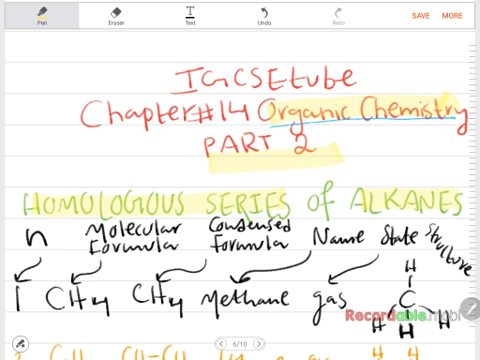 SAVE MORE
Pen Eraser Text Undo Redo
IGCSEtube
Chapter#14 Organic Chemistry
PART 2
HOMOLOGOUS SERIES of ALKANES
n Molecular Formula Condensed Formula Name State Structure
1 CH4 CH4 Methane gas
H
C
H H H
Recordable.mobi
6/10